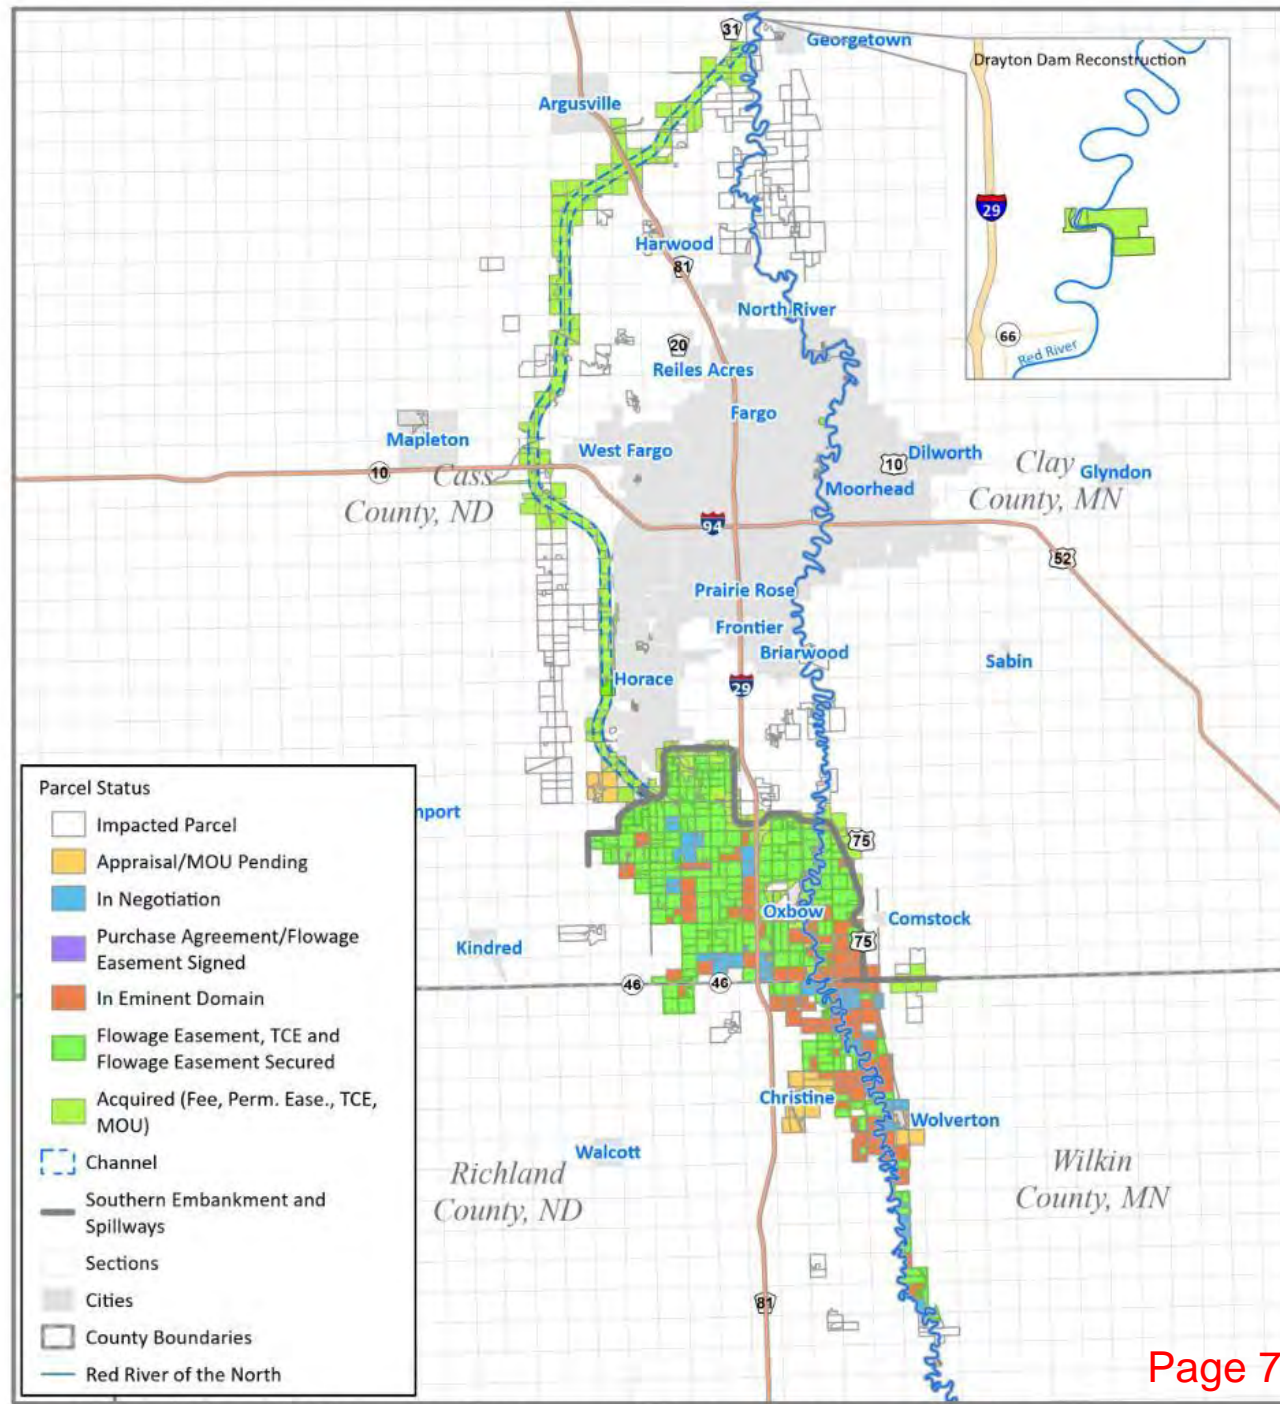 31
Georgetown
Drayton Dam Reconstruction
Argusville
29
Harwood
81
North River
66
Red River
20
Reiles Acres
Fargo
Mapleton
West Fargo
Dilworth
10
10
Cass
County, ND
Clay
County, MN
Glyndon
Moorhead
94
52
Prairie Rose
Frontier
Briarwood
Sabin
Horace
29
nport
75
Oxbow
Comstock
75
Kindred
46
46
Christine
Wolverton
Walcott
Richland
County, ND
Wilkin
County, MN
81
Parcel Status
Impacted Parcel
Appraisal/MOU Pending
In Negotiation
Purchase Agreement/Flowage
Easement Signed
In Eminent Domain
Flowage Easement, TCE and
Flowage Easement Secured
Acquired (Fee, Perm. Ease., TCE,
MOU)
Channel
Southern Embankment and
Spillways
Sections
Cities
County Boundaries
Red River of the North
Page 7